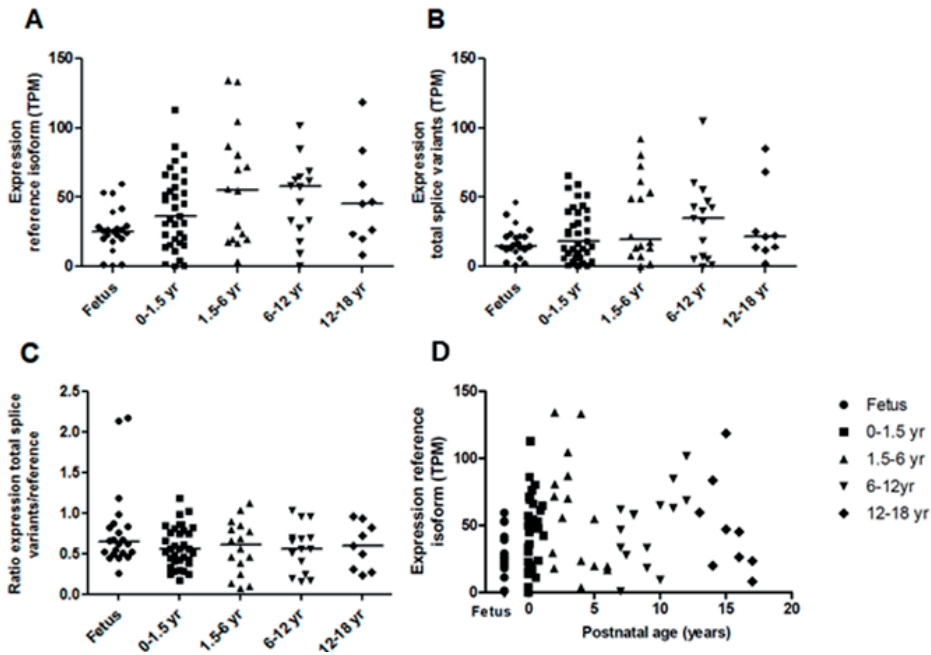 A
Expression
reference isoform (TPM)
150
100
50
0
Fetus
0-1.5 yr
1.5-6 yr
6-12 yr
12-18 yr
B
Expression
total splice variants (TPM)
150
100
50
0
Fetus
0-1.5 yr
1.5-6 yr
6-12 yr
12-18 yr
C
Ratio expression total splice
variants/reference
2.5
2.0
1.5
1.0
0.5
0.0
Fetus
0-1.5 yr
1.5-6 yr
6-12 yr
12-18 yr
D
Expression reference
isoform (TPM)
150
100
50
0
Fetus 0 5 10 15 20
Postnatal age (years)
Fetus
0-1.5 yr
1.5-6 yr
6-12yr
12-18 yr